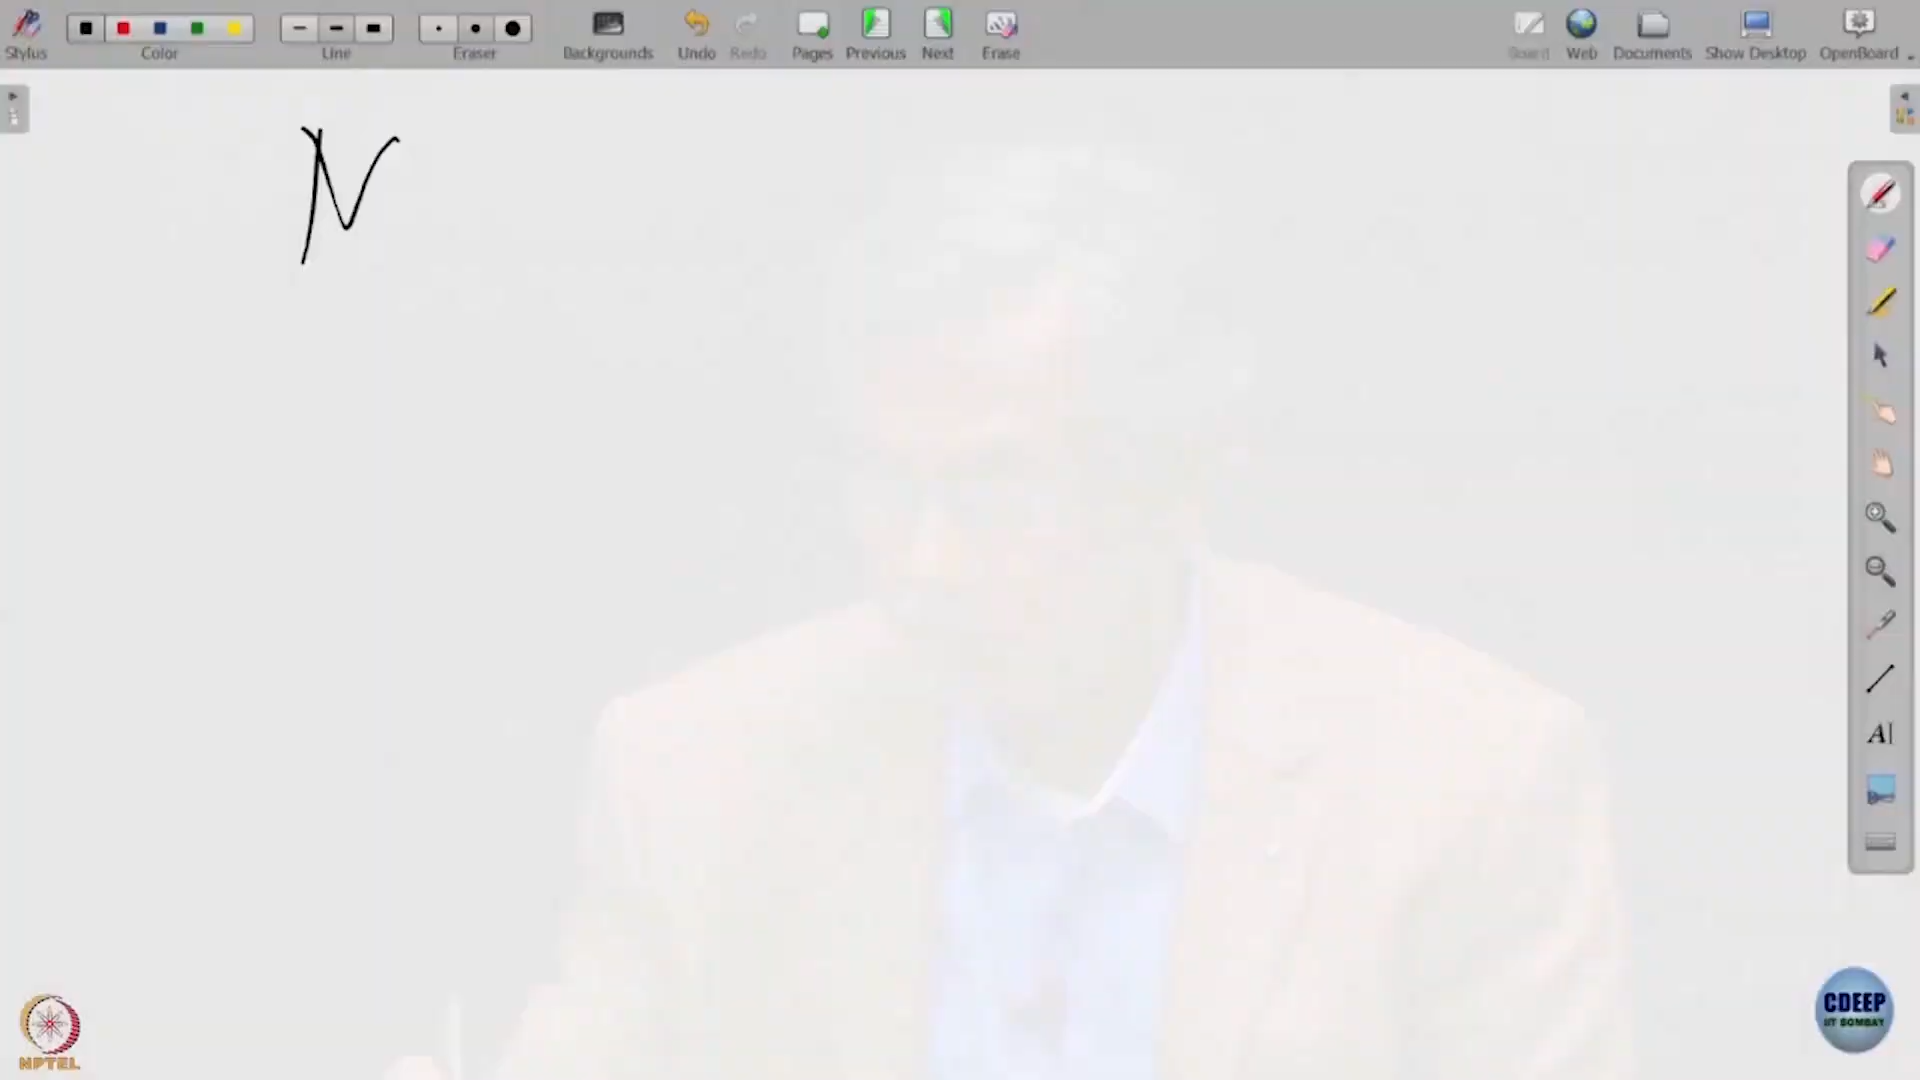 Stylus Color Line Eraser Backgrounds Undo Redo Pages Previous Next Erase Board Web Documents Show Desktop OpenBoard
N
A
NPTEL
CDEEP
IIT BOMBAY